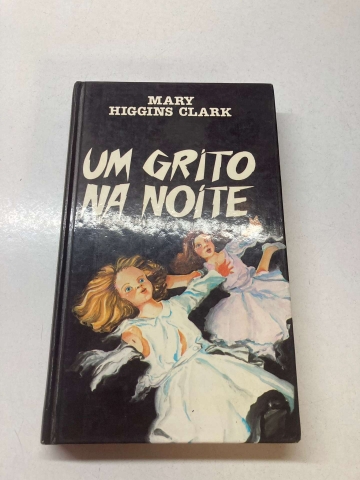 MARY
HIGGINS CLARK
UM GRITO
NA NOITE